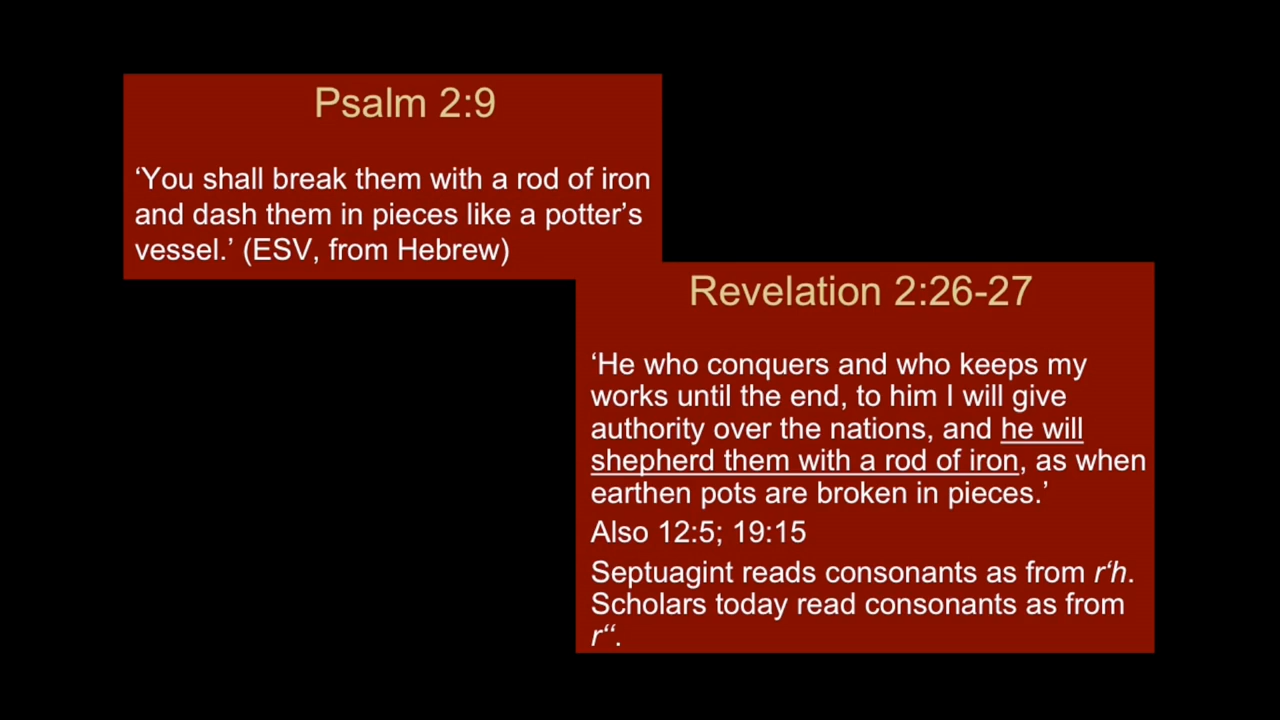 Psalm 2:9
‘You shall break them with a rod of iron
and dash them in pieces like a potter’s
vessel.’ (ESV, from Hebrew)
Revelation 2:26-27
‘He who conquers and who keeps my
works until the end, to him I will give
authority over the nations, and he will
shepherd them with a rod of iron, as when
earthen pots are broken in pieces.’
Also 12:5; 19:15
Septuagint reads consonants as from r‘h.
Scholars today read consonants as from
r‘‘.